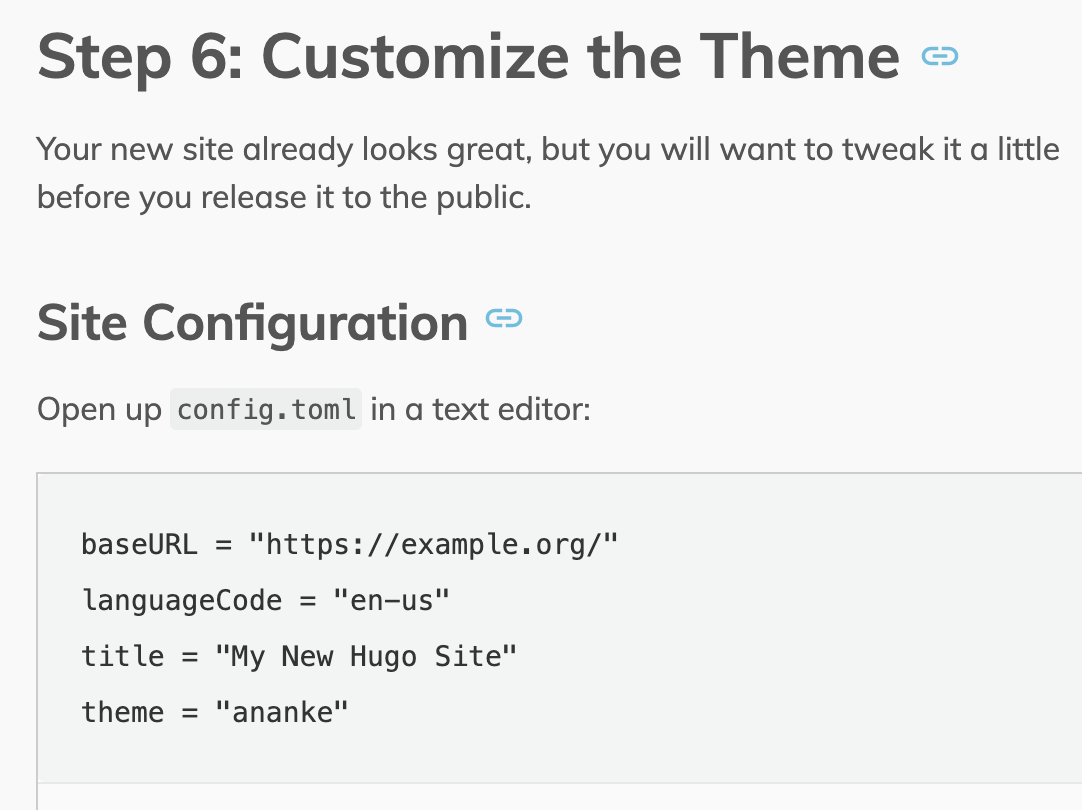 Step 6: Customize the Theme
Your new site already looks great, but you will want to tweak it a little
before you release it to the public.
Site Configuration
Open up config.toml in a text editor:
baseURL = "https://example.org/"
languageCode = "en-us"
title = "My New Hugo Site"
theme = "ananke"